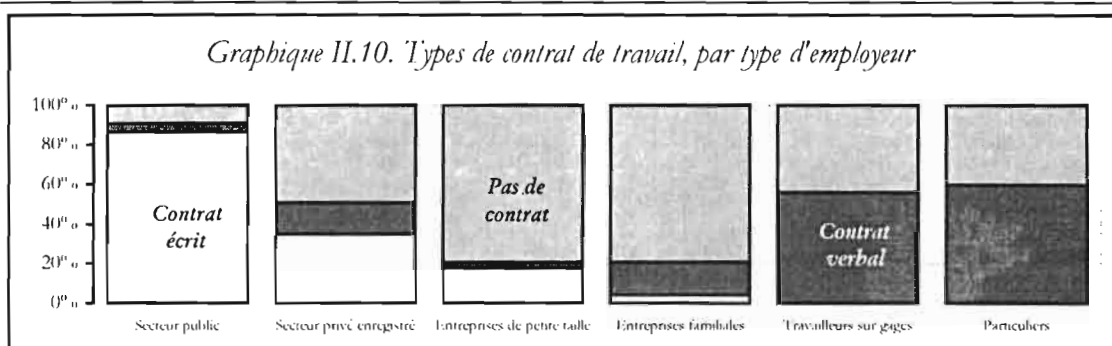 Graphique II.10. Types de contrat de travail, par type d'employeur
100%
80%
60%
40%
20%
0%
Contrat
écrit
Pas de
contrat
Contrat
verbal
Secteur public
Secteur privé enregistré
Entreprises de petite taille
Entreprises familiales
Travailleurs sur gages
Particuliers